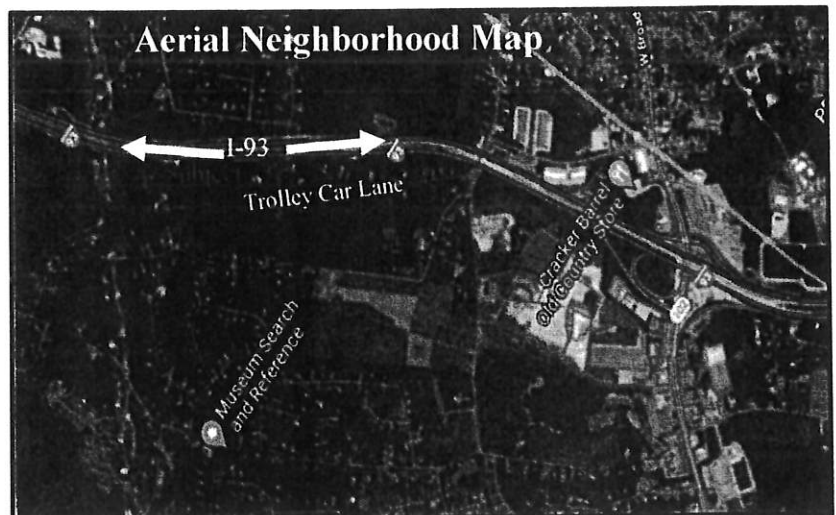 Aerial Neighborhood Map
W Broad
I-93
Trolley Car Lane
Cracker Barrel
Old Country Store
Museum Search
and Reference